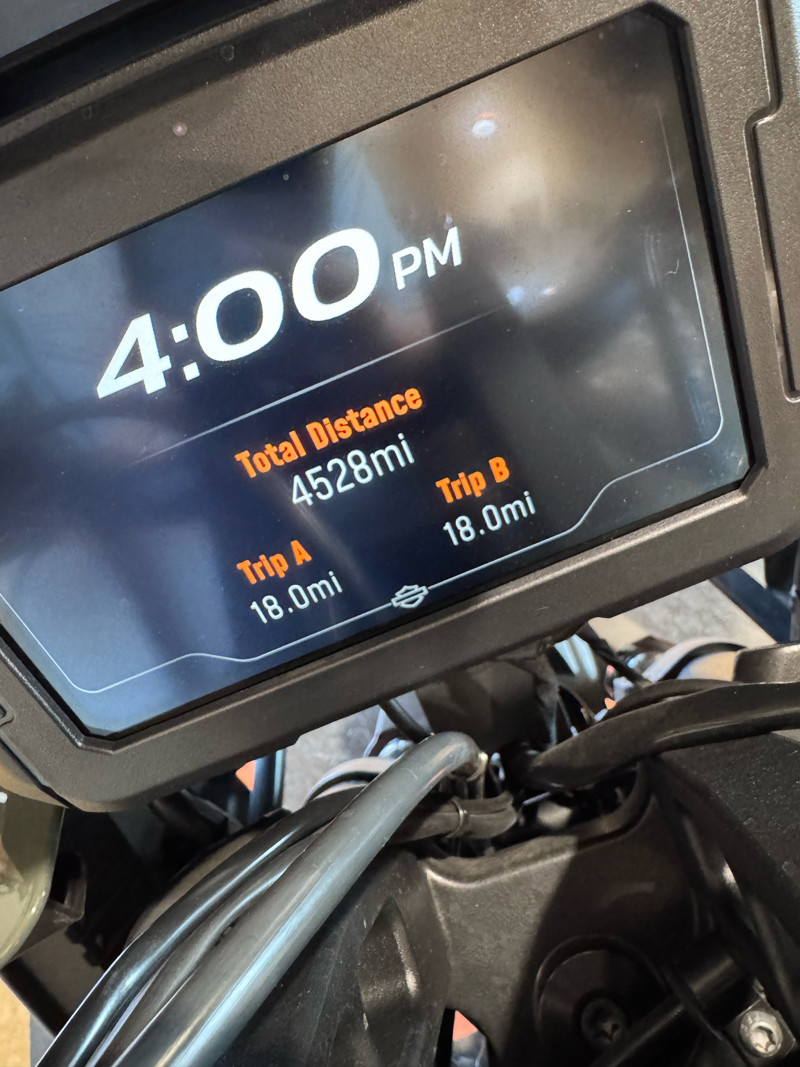 4:00 PM
Total Distance
4528mi
Trip A
18.0mi
Trip B
18.0mi